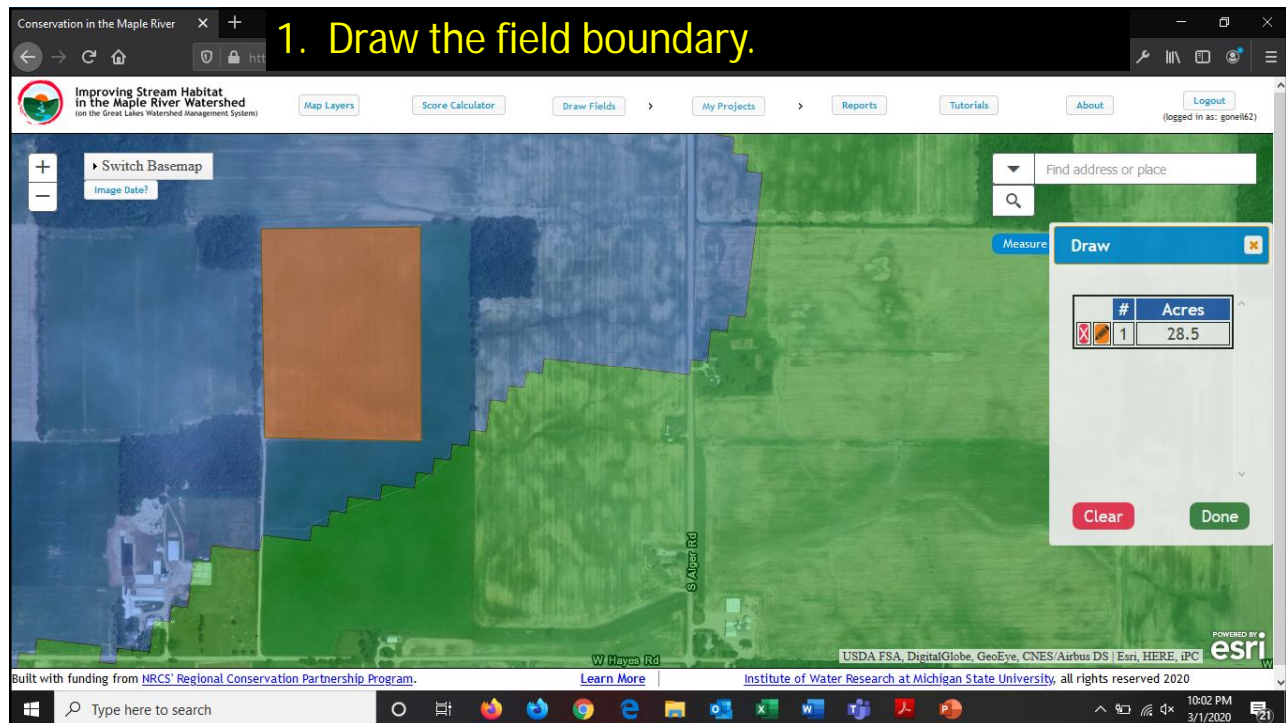 Conservation in the Maple River
1. Draw the field boundary.
htt
Improving Stream Habitat
in the Maple River Watershed
(on the Great Lakes Watershed Management System)
Map Layers
Score Calculator
Draw Fields
My Projects
Reports
Tutorials
About
Logout
(logged in as: goneil62)
Switch Basemap
Image Date?
Find address or place
Measure
Draw
# Acres
X 1 28.5
Clear
Done
S Alger Rd
W Hayes Rd
W
USDA FSA, DigitalGlobe, GeoEye, CNES/Airbus DS | Esri, HERE, iPC
POWERED BY
esri
Built with funding from NRCS' Regional Conservation Partnership Program.
Learn More
Institute of Water Research at Michigan State University, all rights reserved 2020
Type here to search
10:02 PM
3/1/2020
21